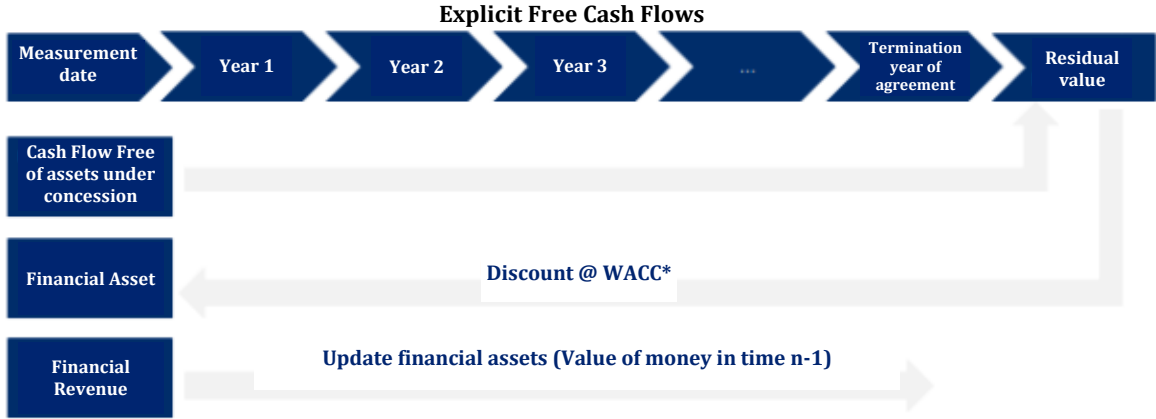 Explicit Free Cash Flows
Measurement
date
Year 1
Year 2
Year 3
...
Termination
year of
agreement
Residual
value
Cash Flow Free
of assets under
concession
Financial Asset
Discount @ WACC*
Financial
Revenue
Update financial assets (Value of money in time n-1)